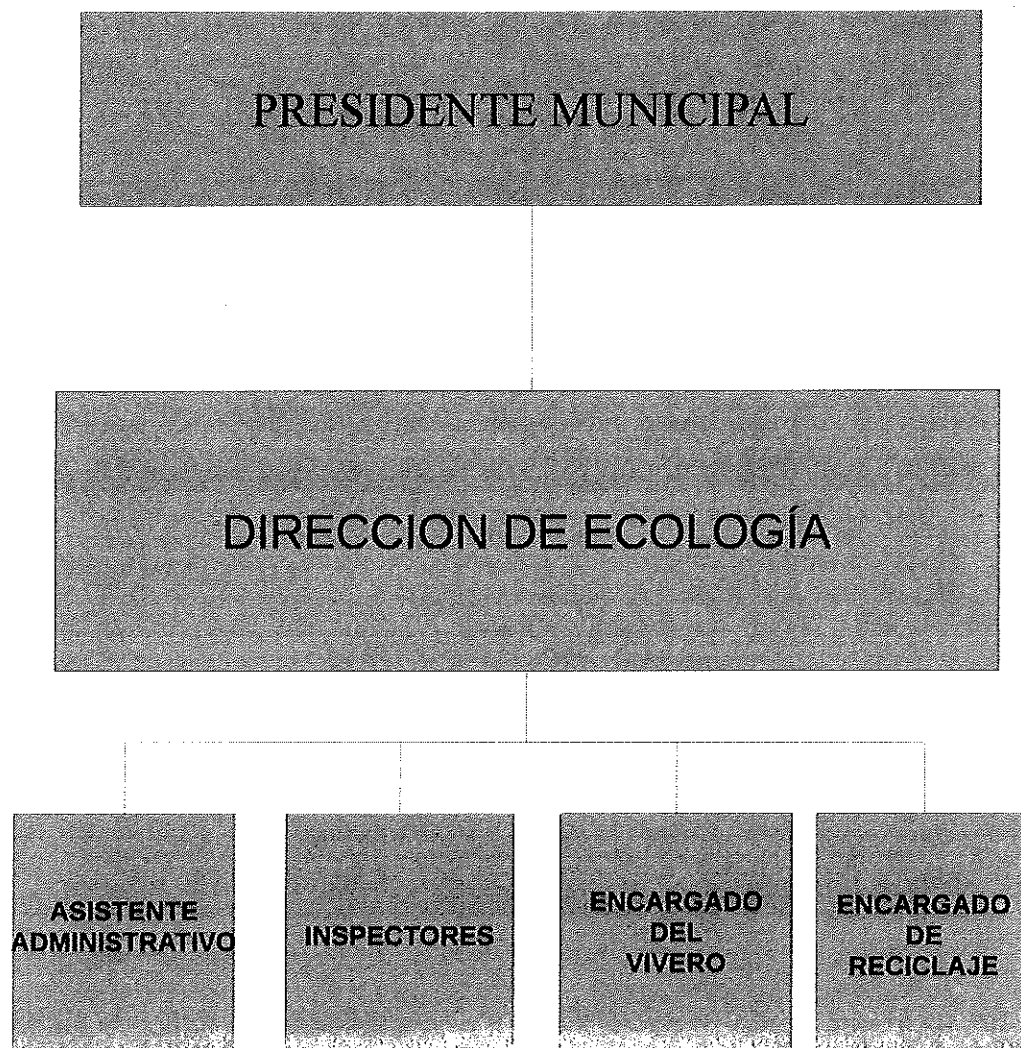 PRESIDENTE MUNICIPAL
DIRECCION DE ECOLOGÍA
ASISTENTE
ADMINISTRATIVO
INSPECTORES
ENCARGADO
DEL
VIVERO
ENCARGADO
DE
RECICLAJE